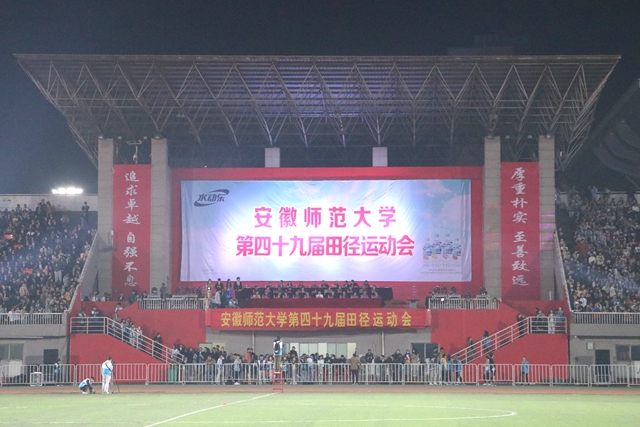 水动乐
安徽师范大学
第四十九届田径运动会
追求卓越 自强不息
厚重朴实 至善致远
安徽师范大学第四十九届田径运动会